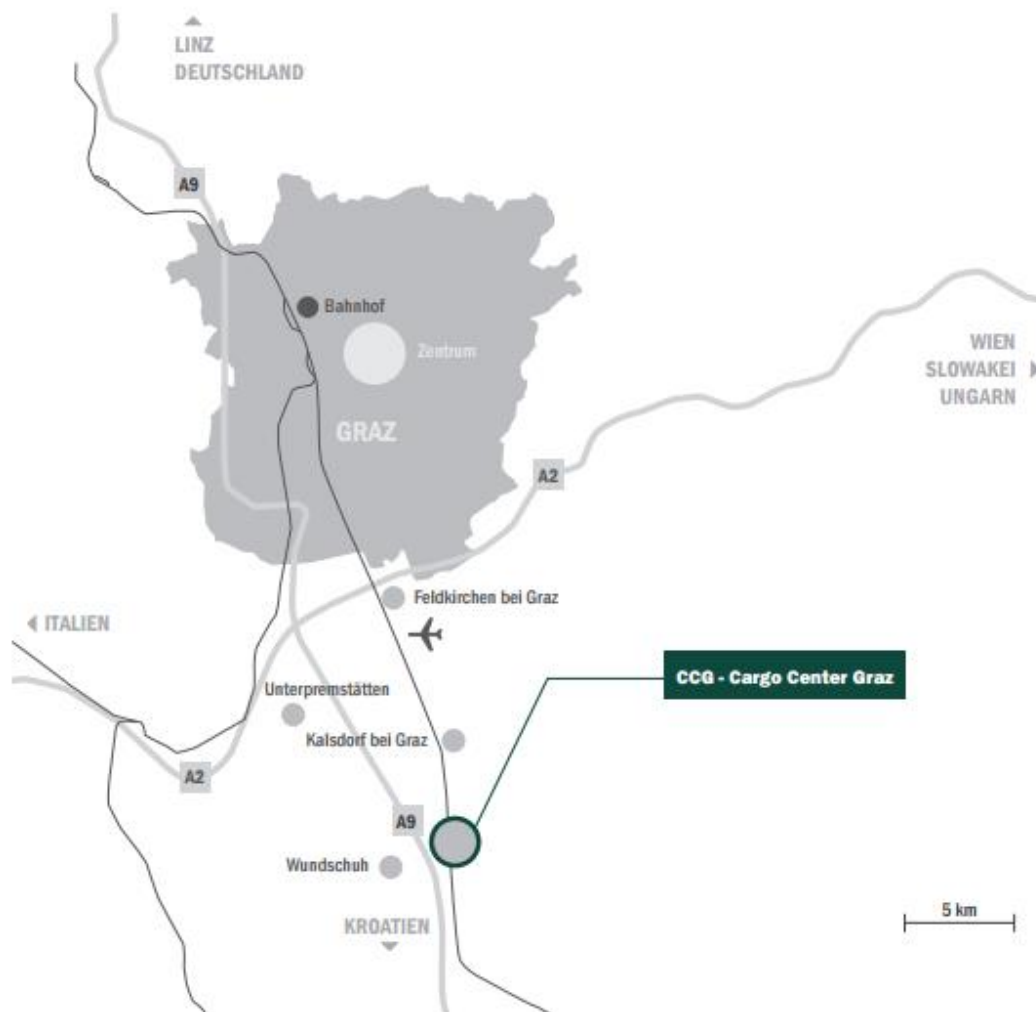 LINZ
DEUTSCHLAND
A9
Bahnhof
Zentrum
WIEN
SLOWAKEI
UNGARN
GRAZ
A2
Feldkirchen bei Graz
ITALIEN
CCG - Cargo Center Graz
Unterpremstätten
Kalsdorf bei Graz
A2
A9
Wundschuh
5 km
KROATIEN